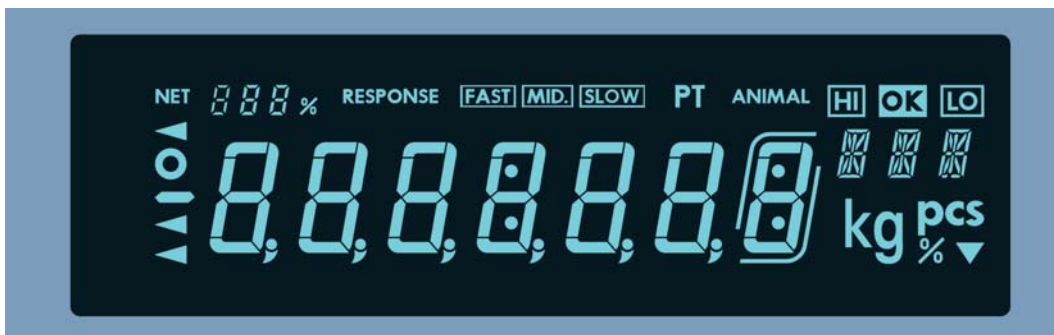 NET 888 % RESPONSE FAST MID. SLOW PT ANIMAL HI OK LO
8.8.8.8.8.8.8 kg pcs
%